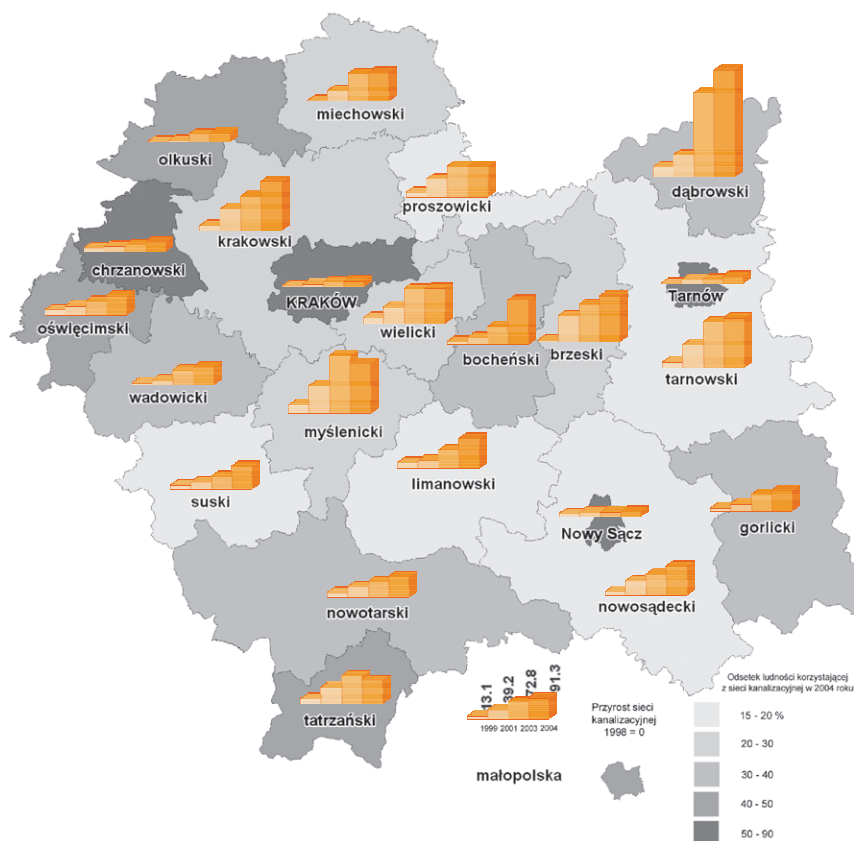 miechowski
olkuski
dąbrowski
proszowicki
krakowski
chrzanowski
KRAKÓW
Tarnów
oświęcimski
wielicki
bocheński
brzeski
tarnowski
wadowicki
myślenicki
limanowski
suski
Nowy Sącz
gorlicki
nowotarski
nowosądecki
tatrzański
13.1
39.2
72.8
91.3
1999 2001 2003 2004
małopolska
Przyrost sieci
kanalizacyjnej
1998 = 0
Odsetek ludności korzystającej
z sieci kanalizacyjnej w 2004 roku
15 - 20 %
20 - 30
30 - 40
40 - 50
50 - 90